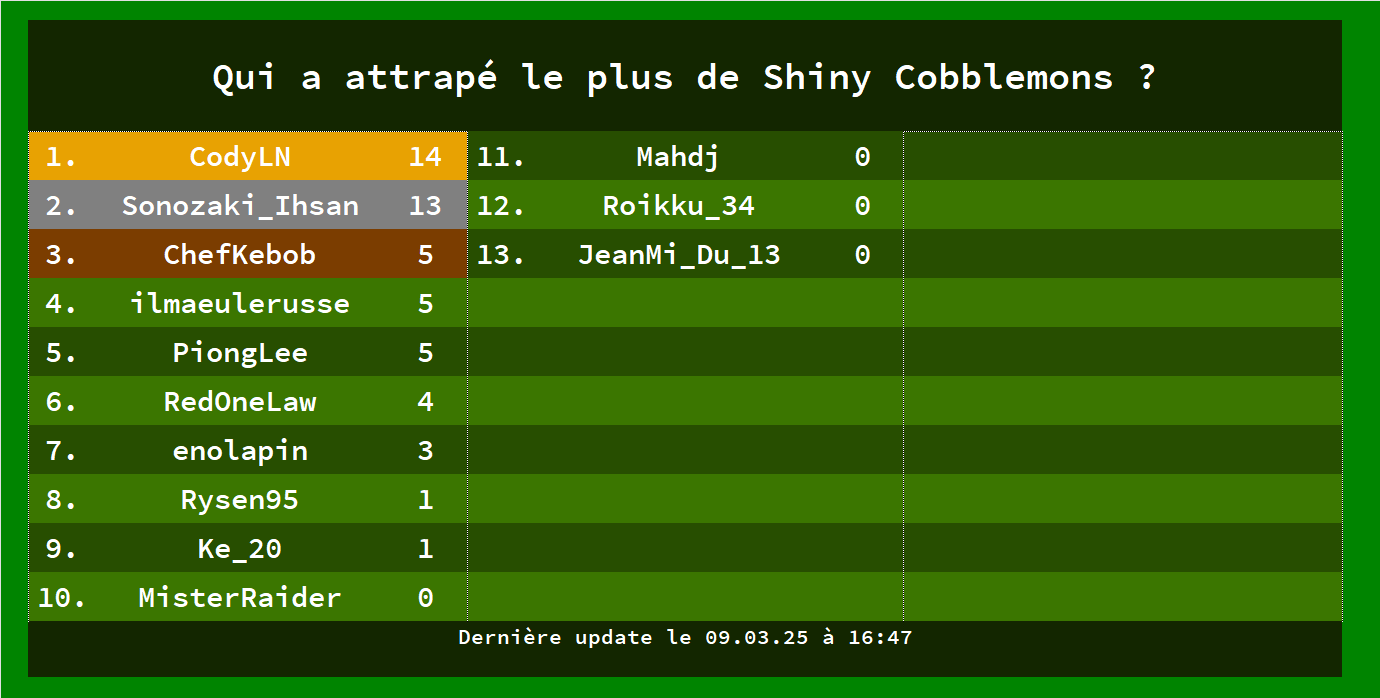 Qui a attrapé le plus de Shiny Cobblemons ?
1. CodyLN 14
2. Sonozaki_Ihsan 13
3. ChefKebob 5
4. ilmaeulerusse 5
5. PiongLee 5
6. RedOneLaw 4
7. enolapin 3
8. Rysen95 1
9. Ke_20 1
10. MisterRaider 0
11. Mahdj 0
12. Roikku_34 0
13. JeanMi_Du_13 0
Dernière update le 09.03.25 à 16:47